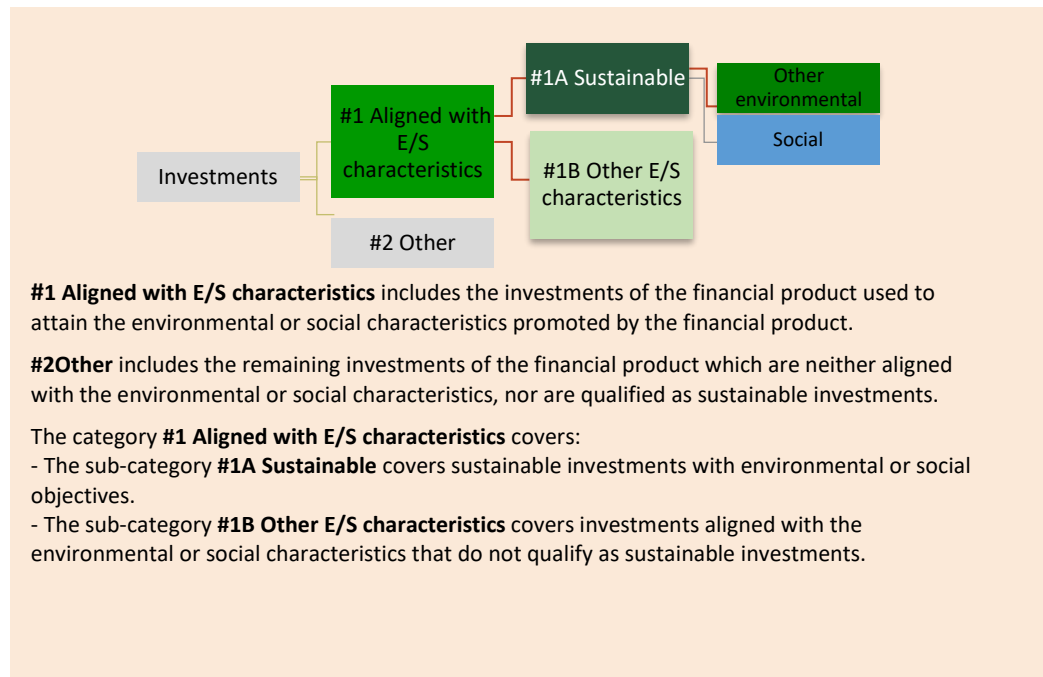 #1A Sustainable
Other
environmental
#1 Aligned with
E/S
characteristics
Social
Investments
#1B Other E/S
characteristics
#2 Other
#1 Aligned with E/S characteristics includes the investments of the financial product used to
attain the environmental or social characteristics promoted by the financial product.
#2Other includes the remaining investments of the financial product which are neither aligned
with the environmental or social characteristics, nor are qualified as sustainable investments.
The category #1 Aligned with E/S characteristics covers:
- The sub-category #1A Sustainable covers sustainable investments with environmental or social
objectives.
- The sub-category #1B Other E/S characteristics covers investments aligned with the
environmental or social characteristics that do not qualify as sustainable investments.